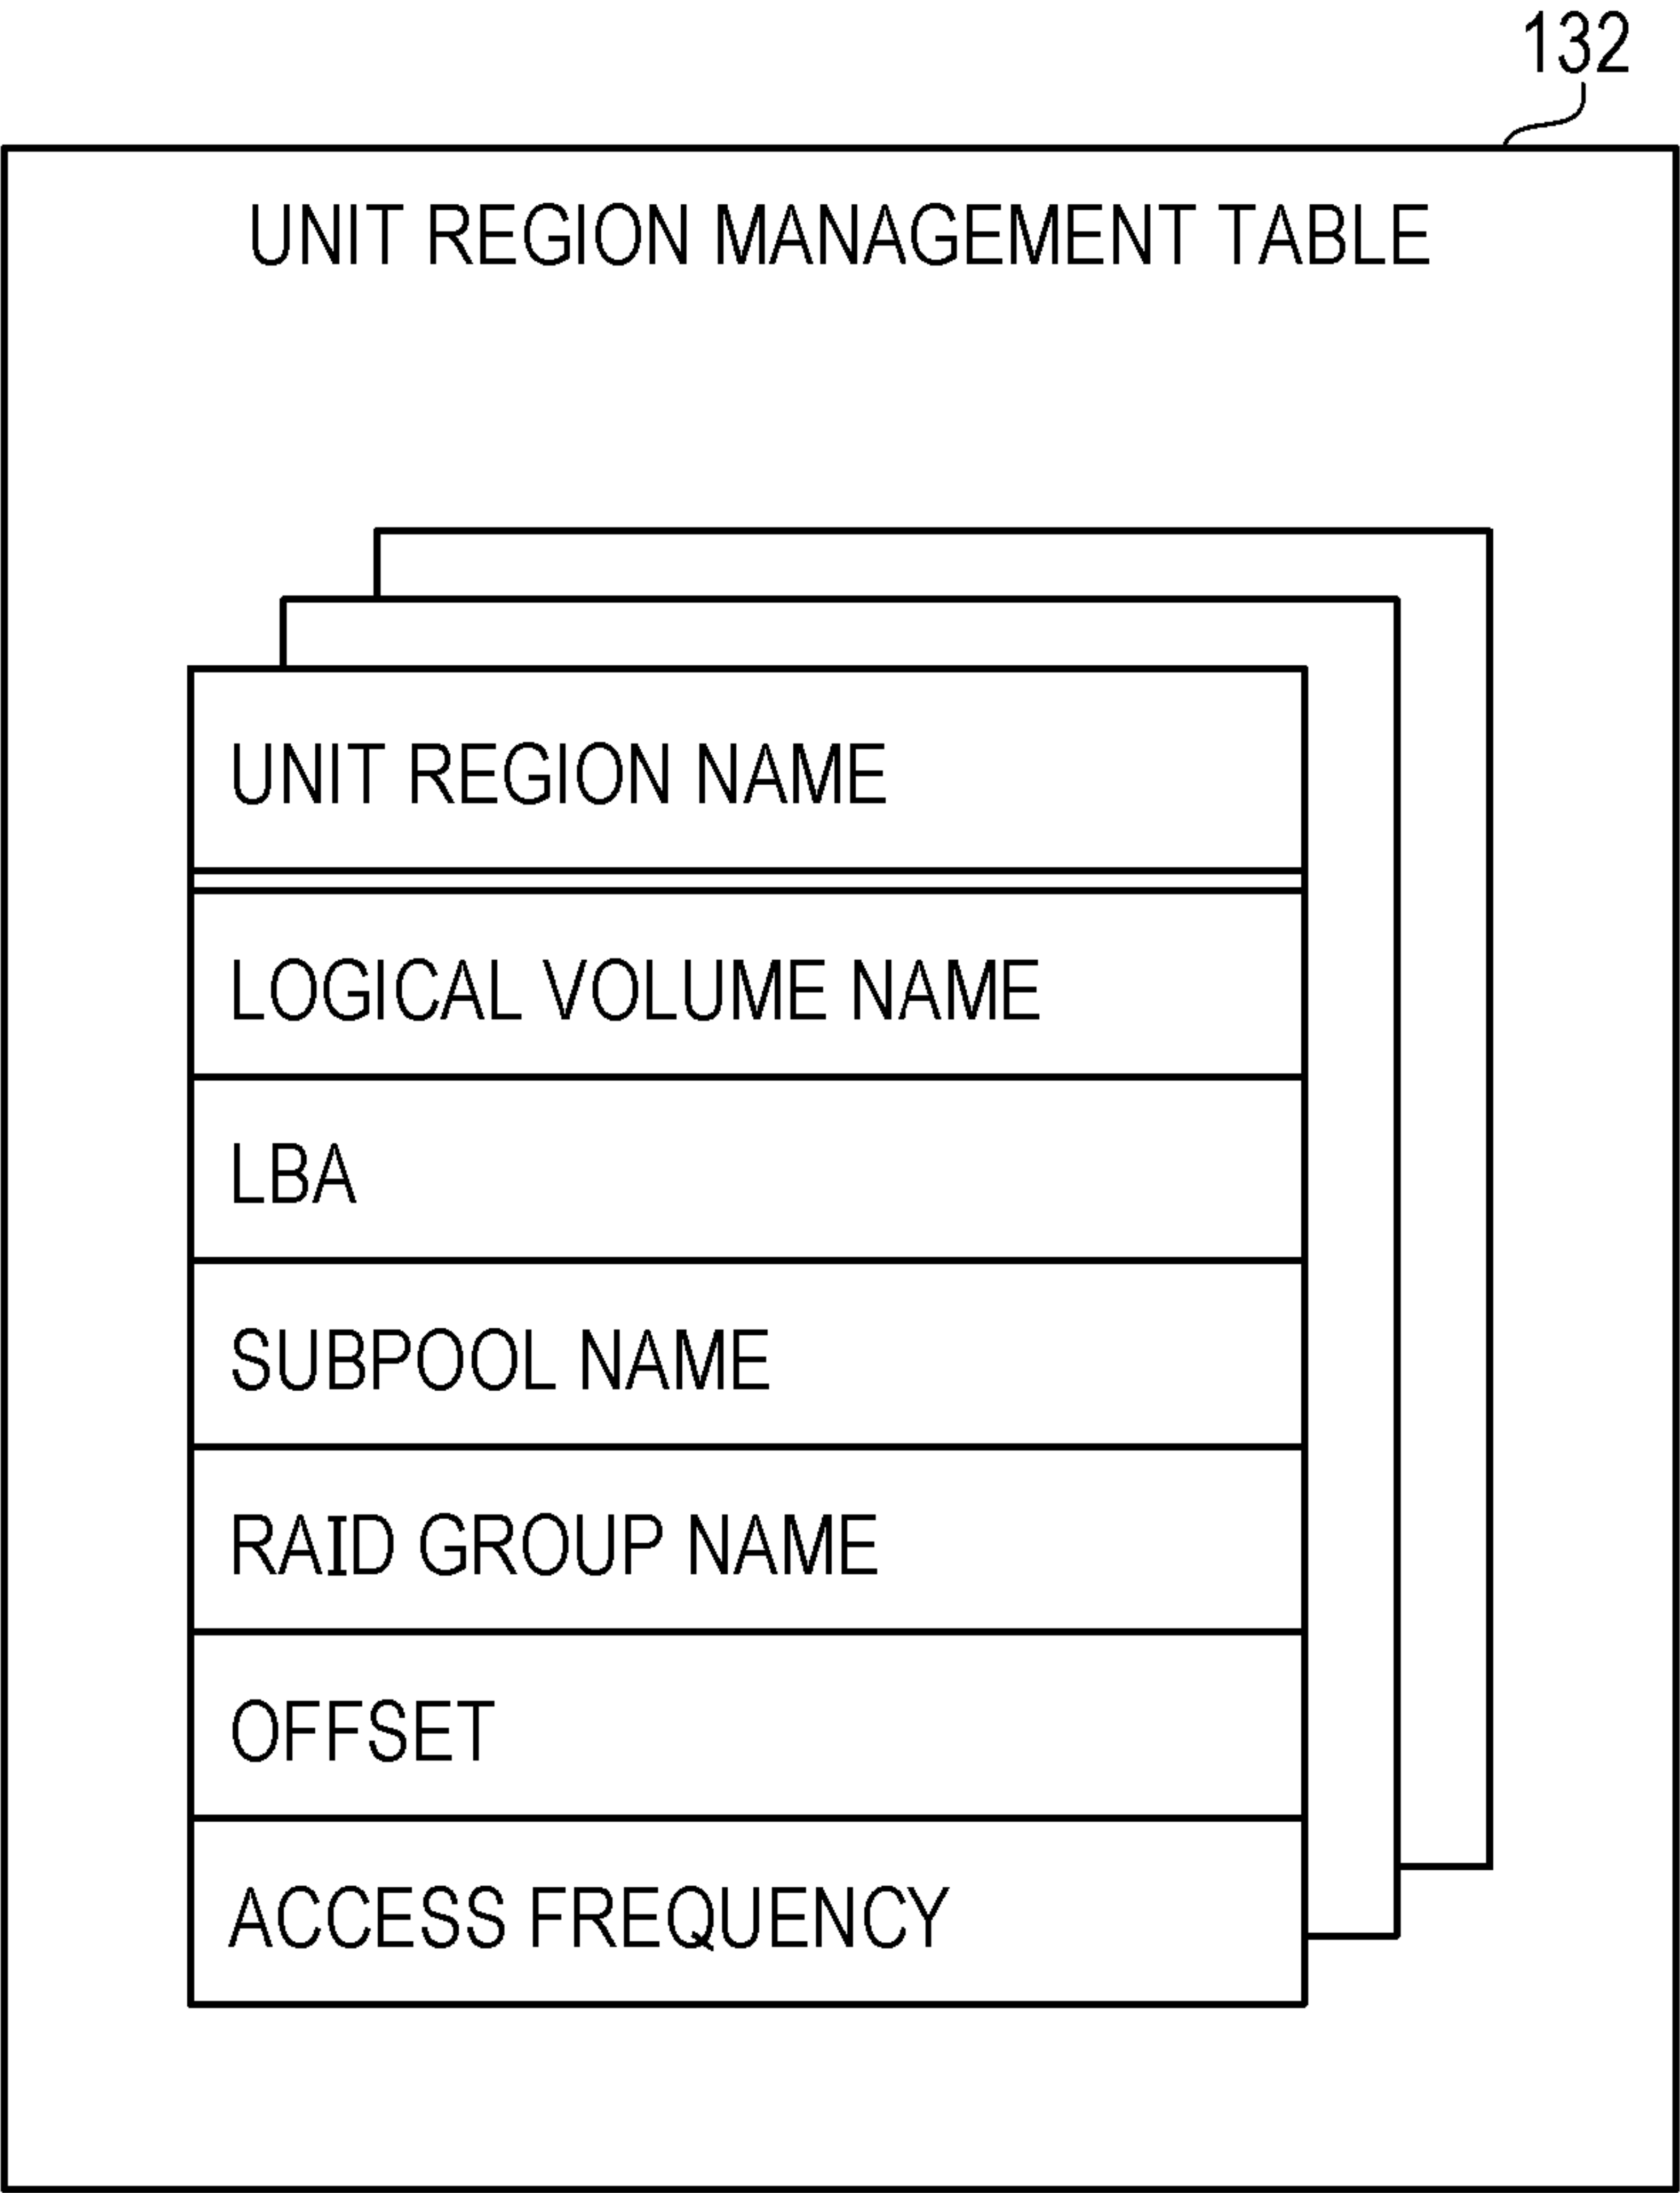 132
UNIT REGION MANAGEMENT TABLE
UNIT REGION NAME
LOGICAL VOLUME NAME
LBA
SUBPOOL NAME
RAID GROUP NAME
OFFSET
ACCESS FREQUENCY